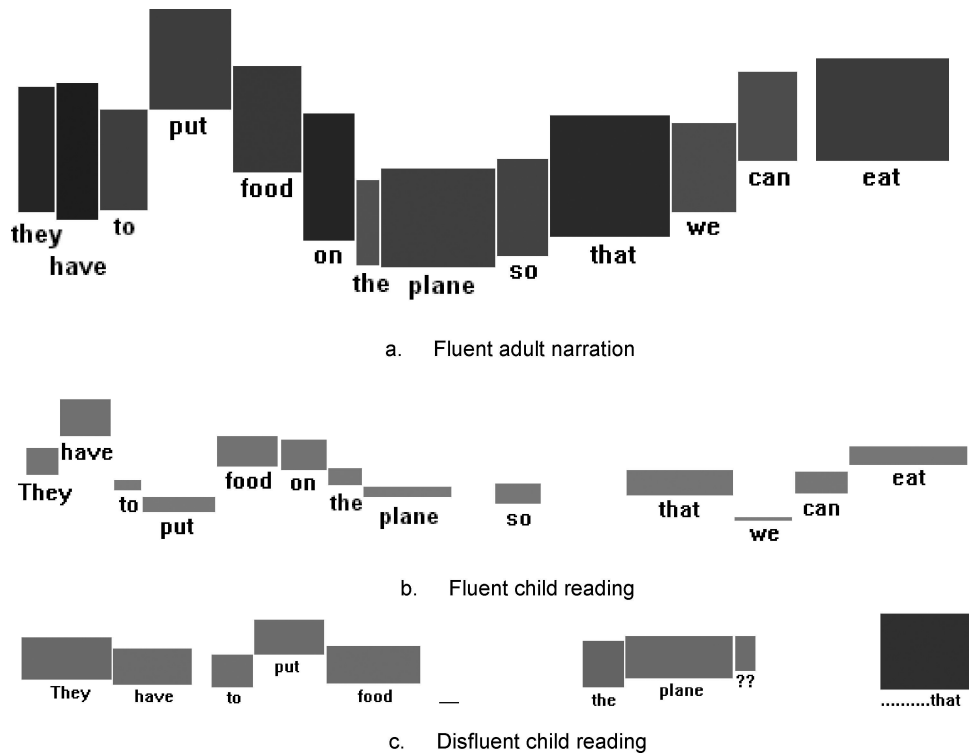 they have to put food on the plane so that we can eat
a. Fluent adult narration
They have to put food on the plane so that we can eat
b. Fluent child reading
They have to put food __ the plane ?? ..........that
c. Disfluent child reading